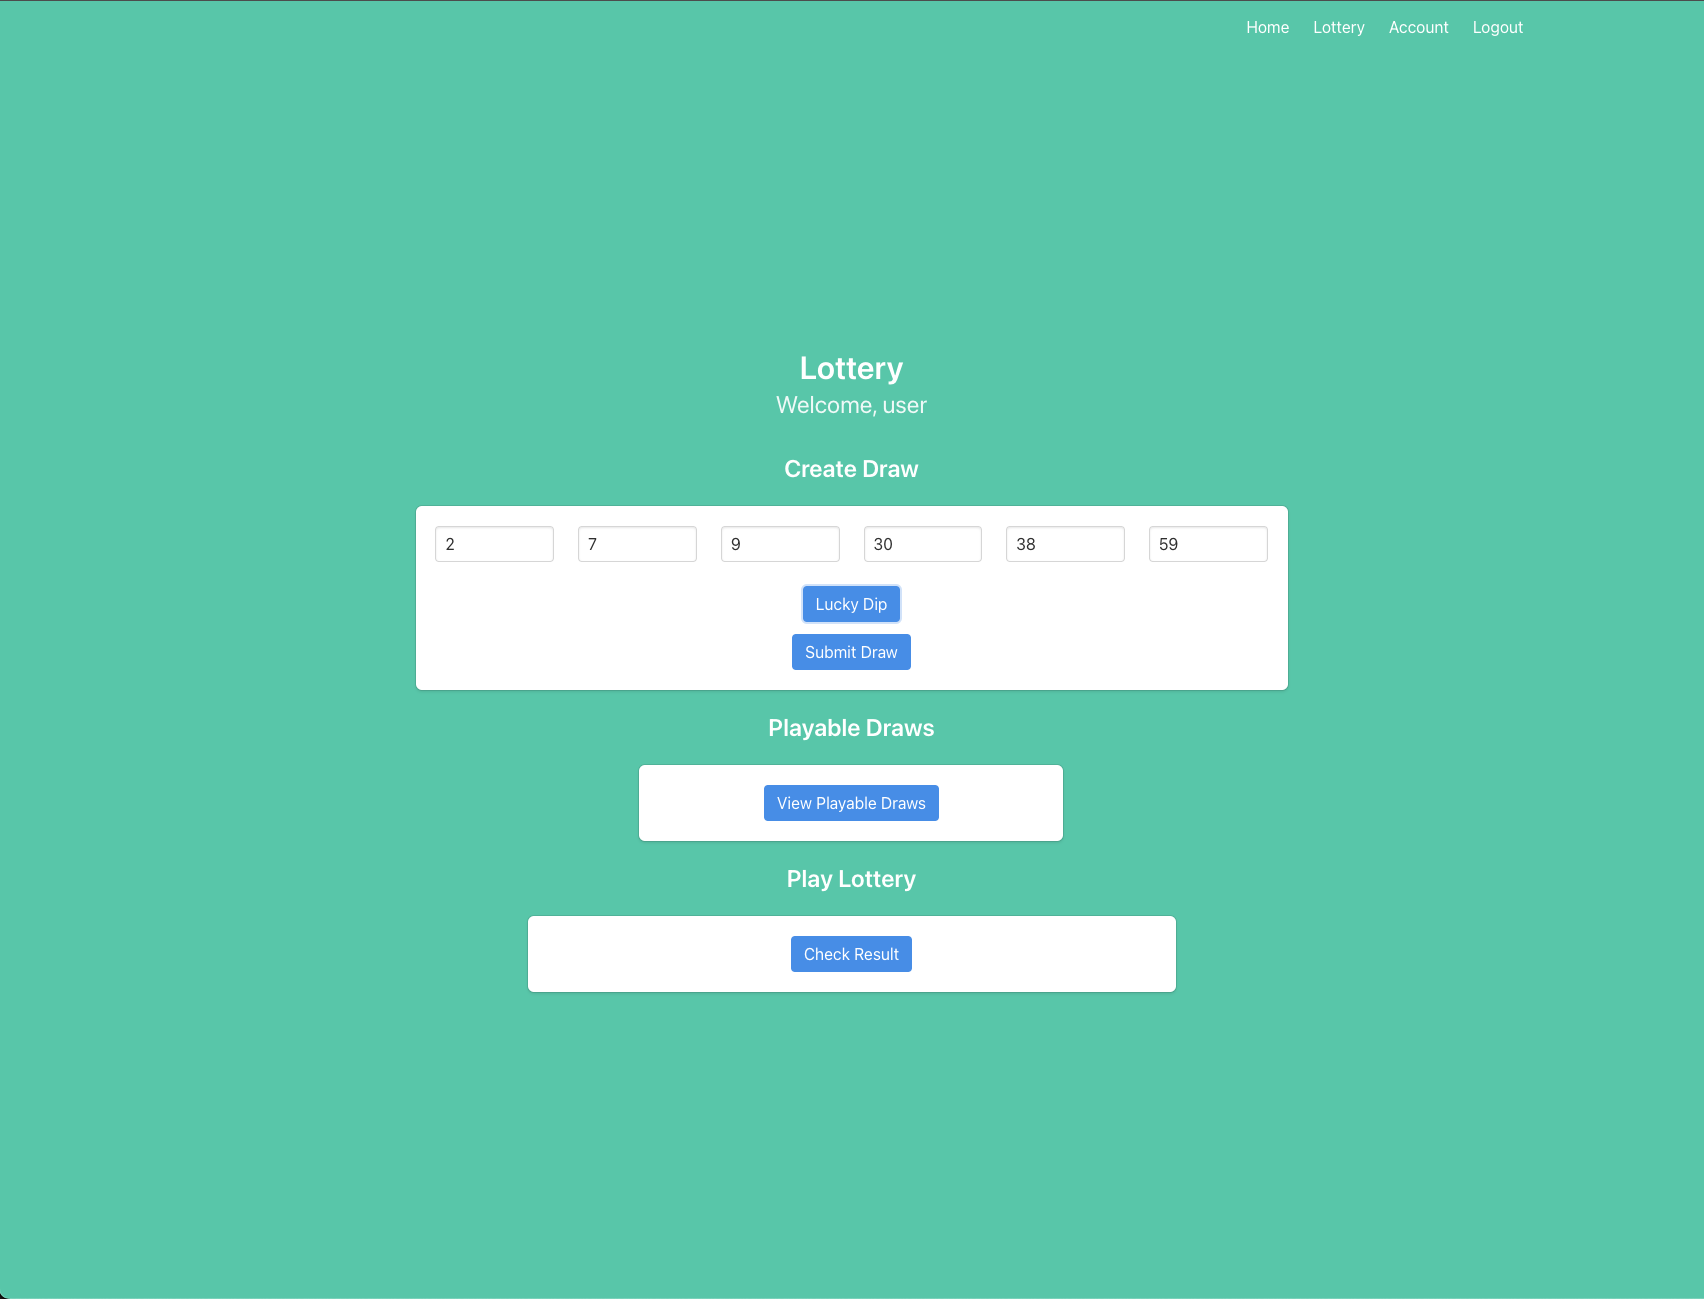 Home Lottery Account Logout
Lottery
Welcome, user
Create Draw
2 7 9 30 38 59
Lucky Dip
Submit Draw
Playable Draws
View Playable Draws
Play Lottery
Check Result